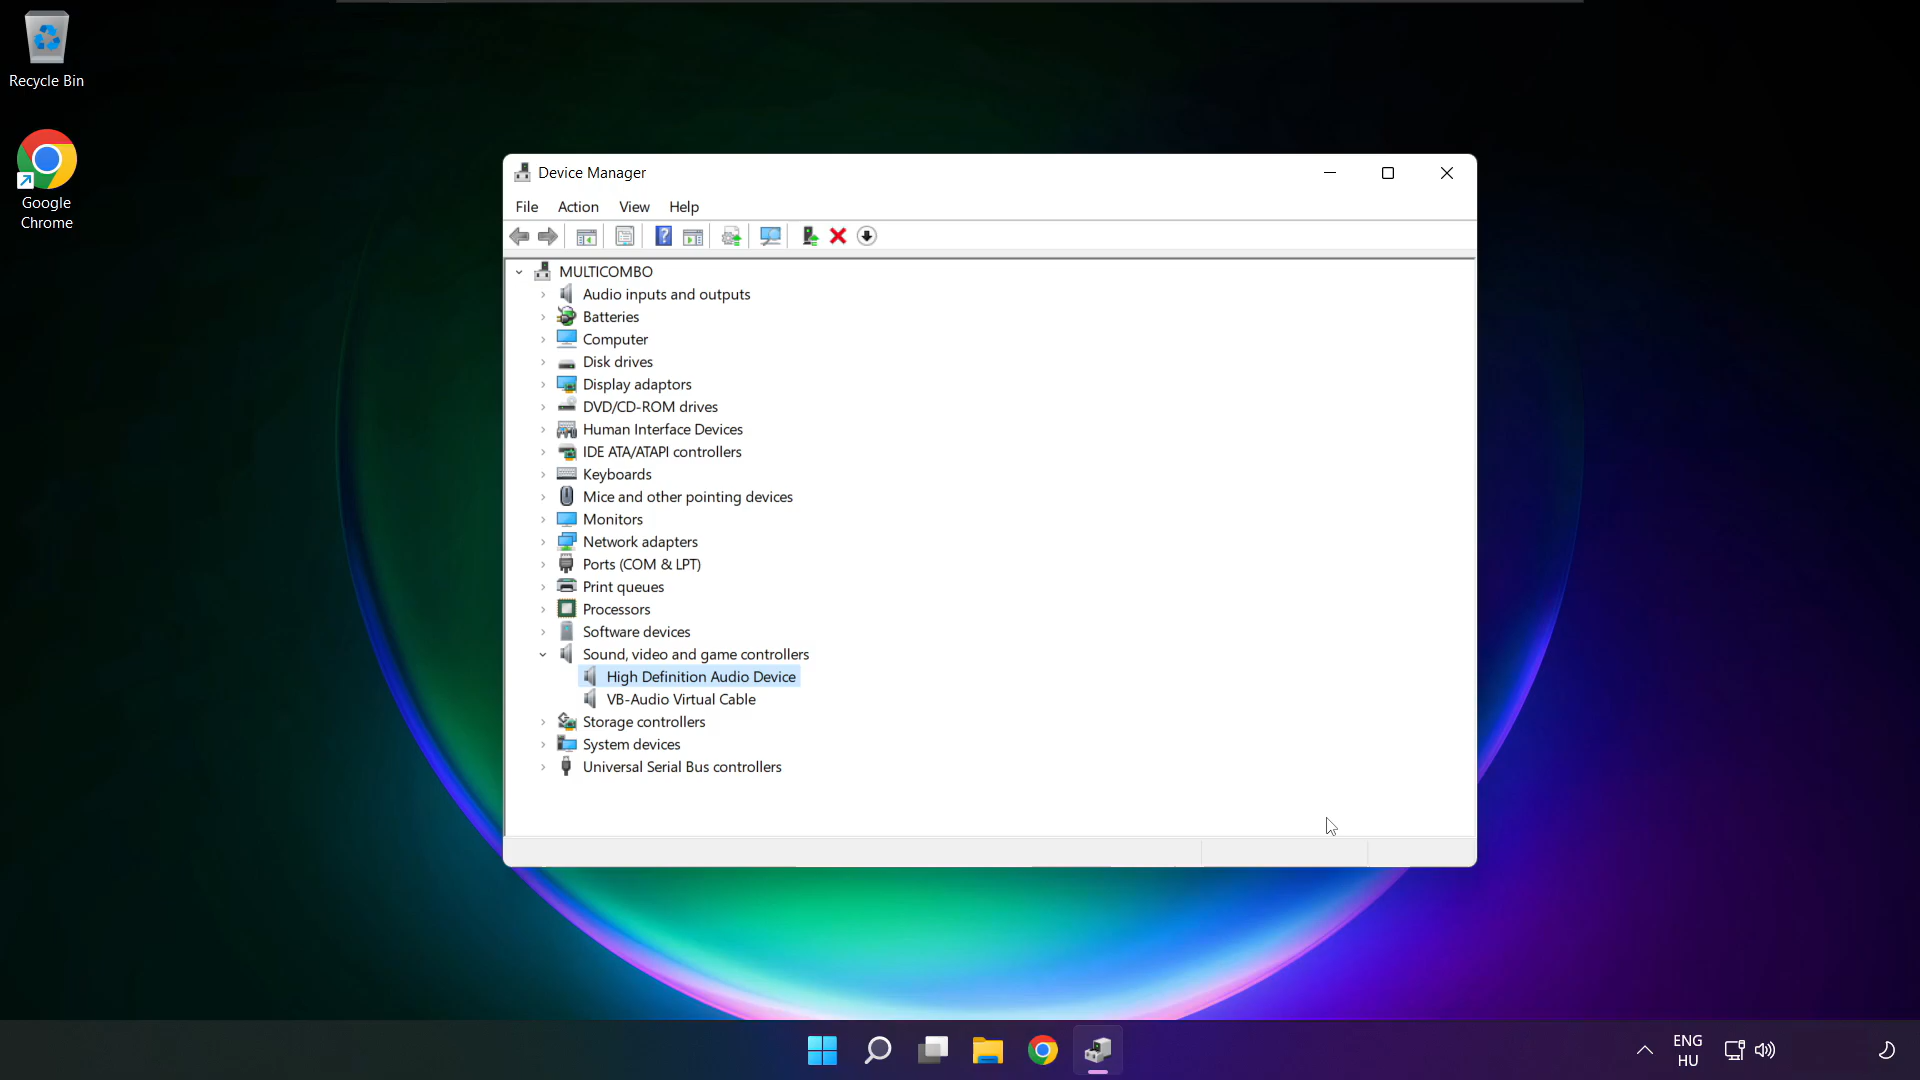 Recycle Bin
Google
Chrome
Device Manager
File Action View Help
MULTICOMBO
Audio inputs and outputs
Batteries
Computer
Disk drives
Display adaptors
DVD/CD-ROM drives
Human Interface Devices
IDE ATA/ATAPI controllers
Keyboards
Mice and other pointing devices
Monitors
Network adapters
Ports (COM & LPT)
Print queues
Processors
Software devices
Sound, video and game controllers
High Definition Audio Device
VB-Audio Virtual Cable
Storage controllers
System devices
Universal Serial Bus controllers
ENG
HU